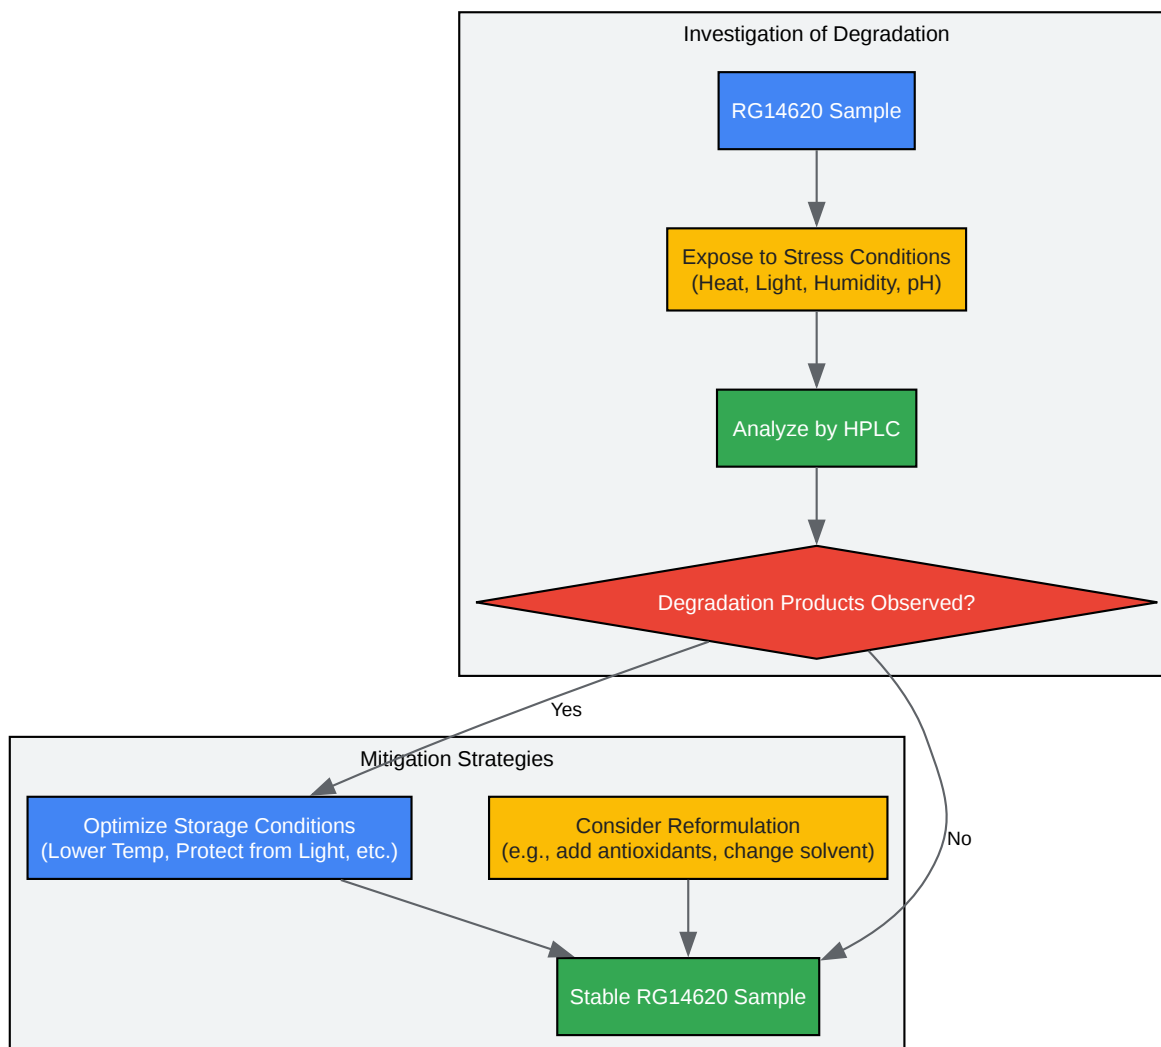 Investigation of Degradation
RG14620 Sample
Expose to Stress Conditions
(Heat, Light, Humidity, pH)
Analyze by HPLC
Degradation Products Observed?
Yes
Mitigation Strategies
Optimize Storage Conditions
(Lower Temp, Protect from Light, etc.)
Consider Reformulation
(e.g., add antioxidants, change solvent)
No
Stable RG14620 Sample